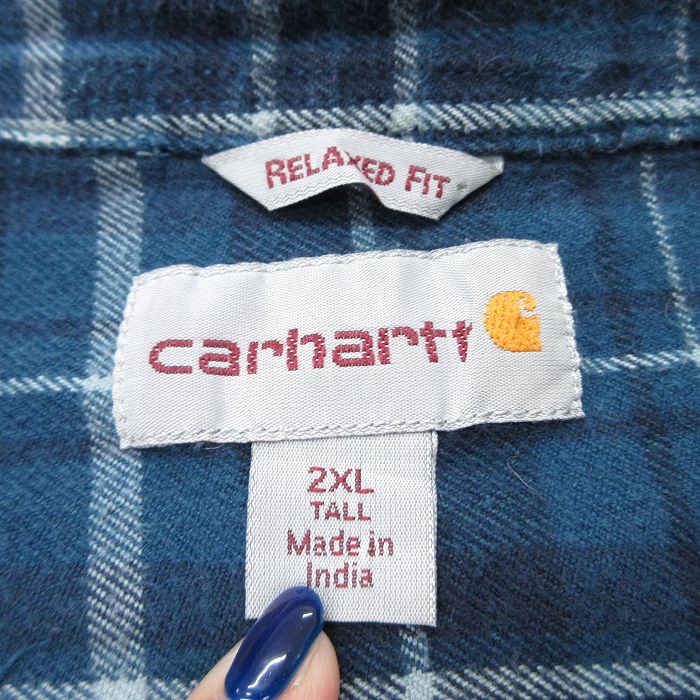 RELAXED FIT
carhartt
2XL
TALL
Made in
India